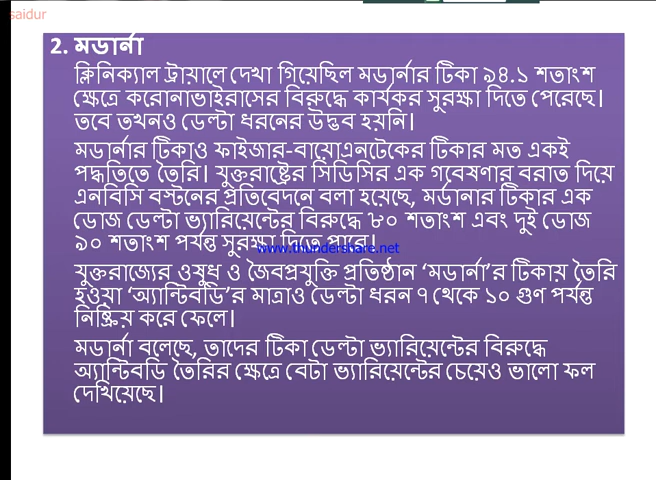 saidur
2. মডার্না
ক্লিনিক্যাল ট্রায়ালে দেখা গিয়েছিল মডার্নার টিকা ৯৪.১ শতাংশ
ক্ষেত্রে করোনাভাইরাসের বিরুদ্ধে কার্যকর সুরক্ষা দিতে পেরেছে।
তবে তখনও ডেল্টা ধরনের উদ্ভব হয়নি।
মডার্নার টিকাও ফাইজার-বায়োএনটেকের টিকার মত একই
পদ্ধতিতে তৈরি। যুক্তরাষ্ট্রের সিডিসির এক গবেষণার বরাত দিয়ে
এনবিসি বস্টনের প্রতিবেদনে বলা হয়েছে, মর্ডানার টিকার এক
ডোজ ডেল্টা ভ্যারিয়েন্টের বিরুদ্ধে ৮০ শতাংশ এবং দুই ডোজ
৯০ শতাংশ পর্যন্ত সুরক্ষা দিতে পারে।
www.thundershare.net
যুক্তরাজ্যের ওষুধ ও জৈবপ্রযুক্তি প্রতিষ্ঠান ‘মডার্না’র টিকায় তৈরি
হওয়া ‘অ্যান্টিবডি’র মাত্রাও ডেল্টা ধরন ৭ থেকে ১০ গুণ পর্যন্ত
নিষ্ক্রিয় করে ফেলে।
মডার্না বলেছে, তাদের টিকা ডেল্টা ভ্যারিয়েন্টের বিরুদ্ধে
অ্যান্টিবডি তৈরির ক্ষেত্রে বেটা ভ্যারিয়েন্টের চেয়েও ভালো ফল
দেখিয়েছে।